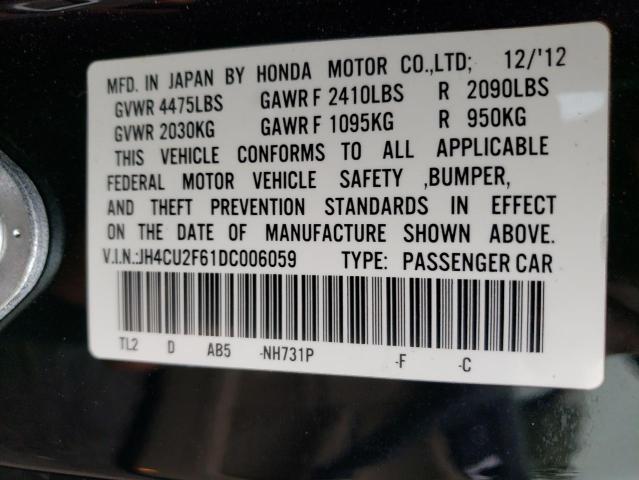 MFD. IN JAPAN BY HONDA MOTOR CO.,LTD; 12/'12
GVWR 4475LBS GAWR F 2410LBS R 2090LBS
GVWR 2030KG GAWR F 1095KG R 950KG
THIS VEHICLE CONFORMS TO ALL APPLICABLE
FEDERAL MOTOR VEHICLE SAFETY ,BUMPER,
AND THEFT PREVENTION STANDARDS IN EFFECT
ON THE DATE OF MANUFACTURE SHOWN ABOVE.
V.I.N.:JH4CU2F61DC006059 TYPE: PASSENGER CAR
TL2 D AB5 -NH731P -F -C